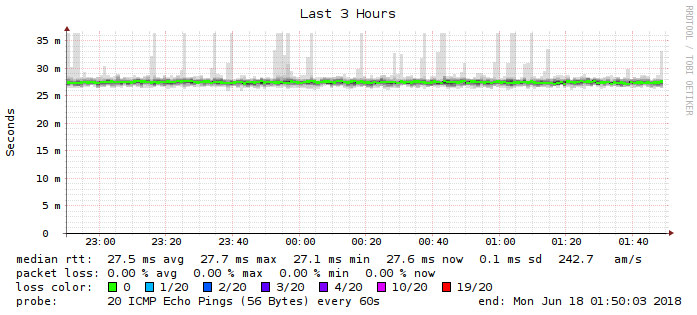 Last 3 Hours
RRDTOOL / TOBI OETIKER
Seconds
35 m
30 m
25 m
20 m
15 m
10 m
5 m
0
23:00 23:20 23:40 00:00 00:20 00:40 01:00 01:20 01:40
median rtt: 27.5 ms avg 27.7 ms max 27.1 ms min 27.6 ms now 0.1 ms sd 242.7 am/s
packet loss: 0.00 % avg 0.00 % max 0.00 % min 0.00 % now
loss color: 0 1/20 2/20 3/20 4/20 10/20 19/20
probe: 20 ICMP Echo Pings (56 Bytes) every 60s end: Mon Jun 18 01:50:03 2018